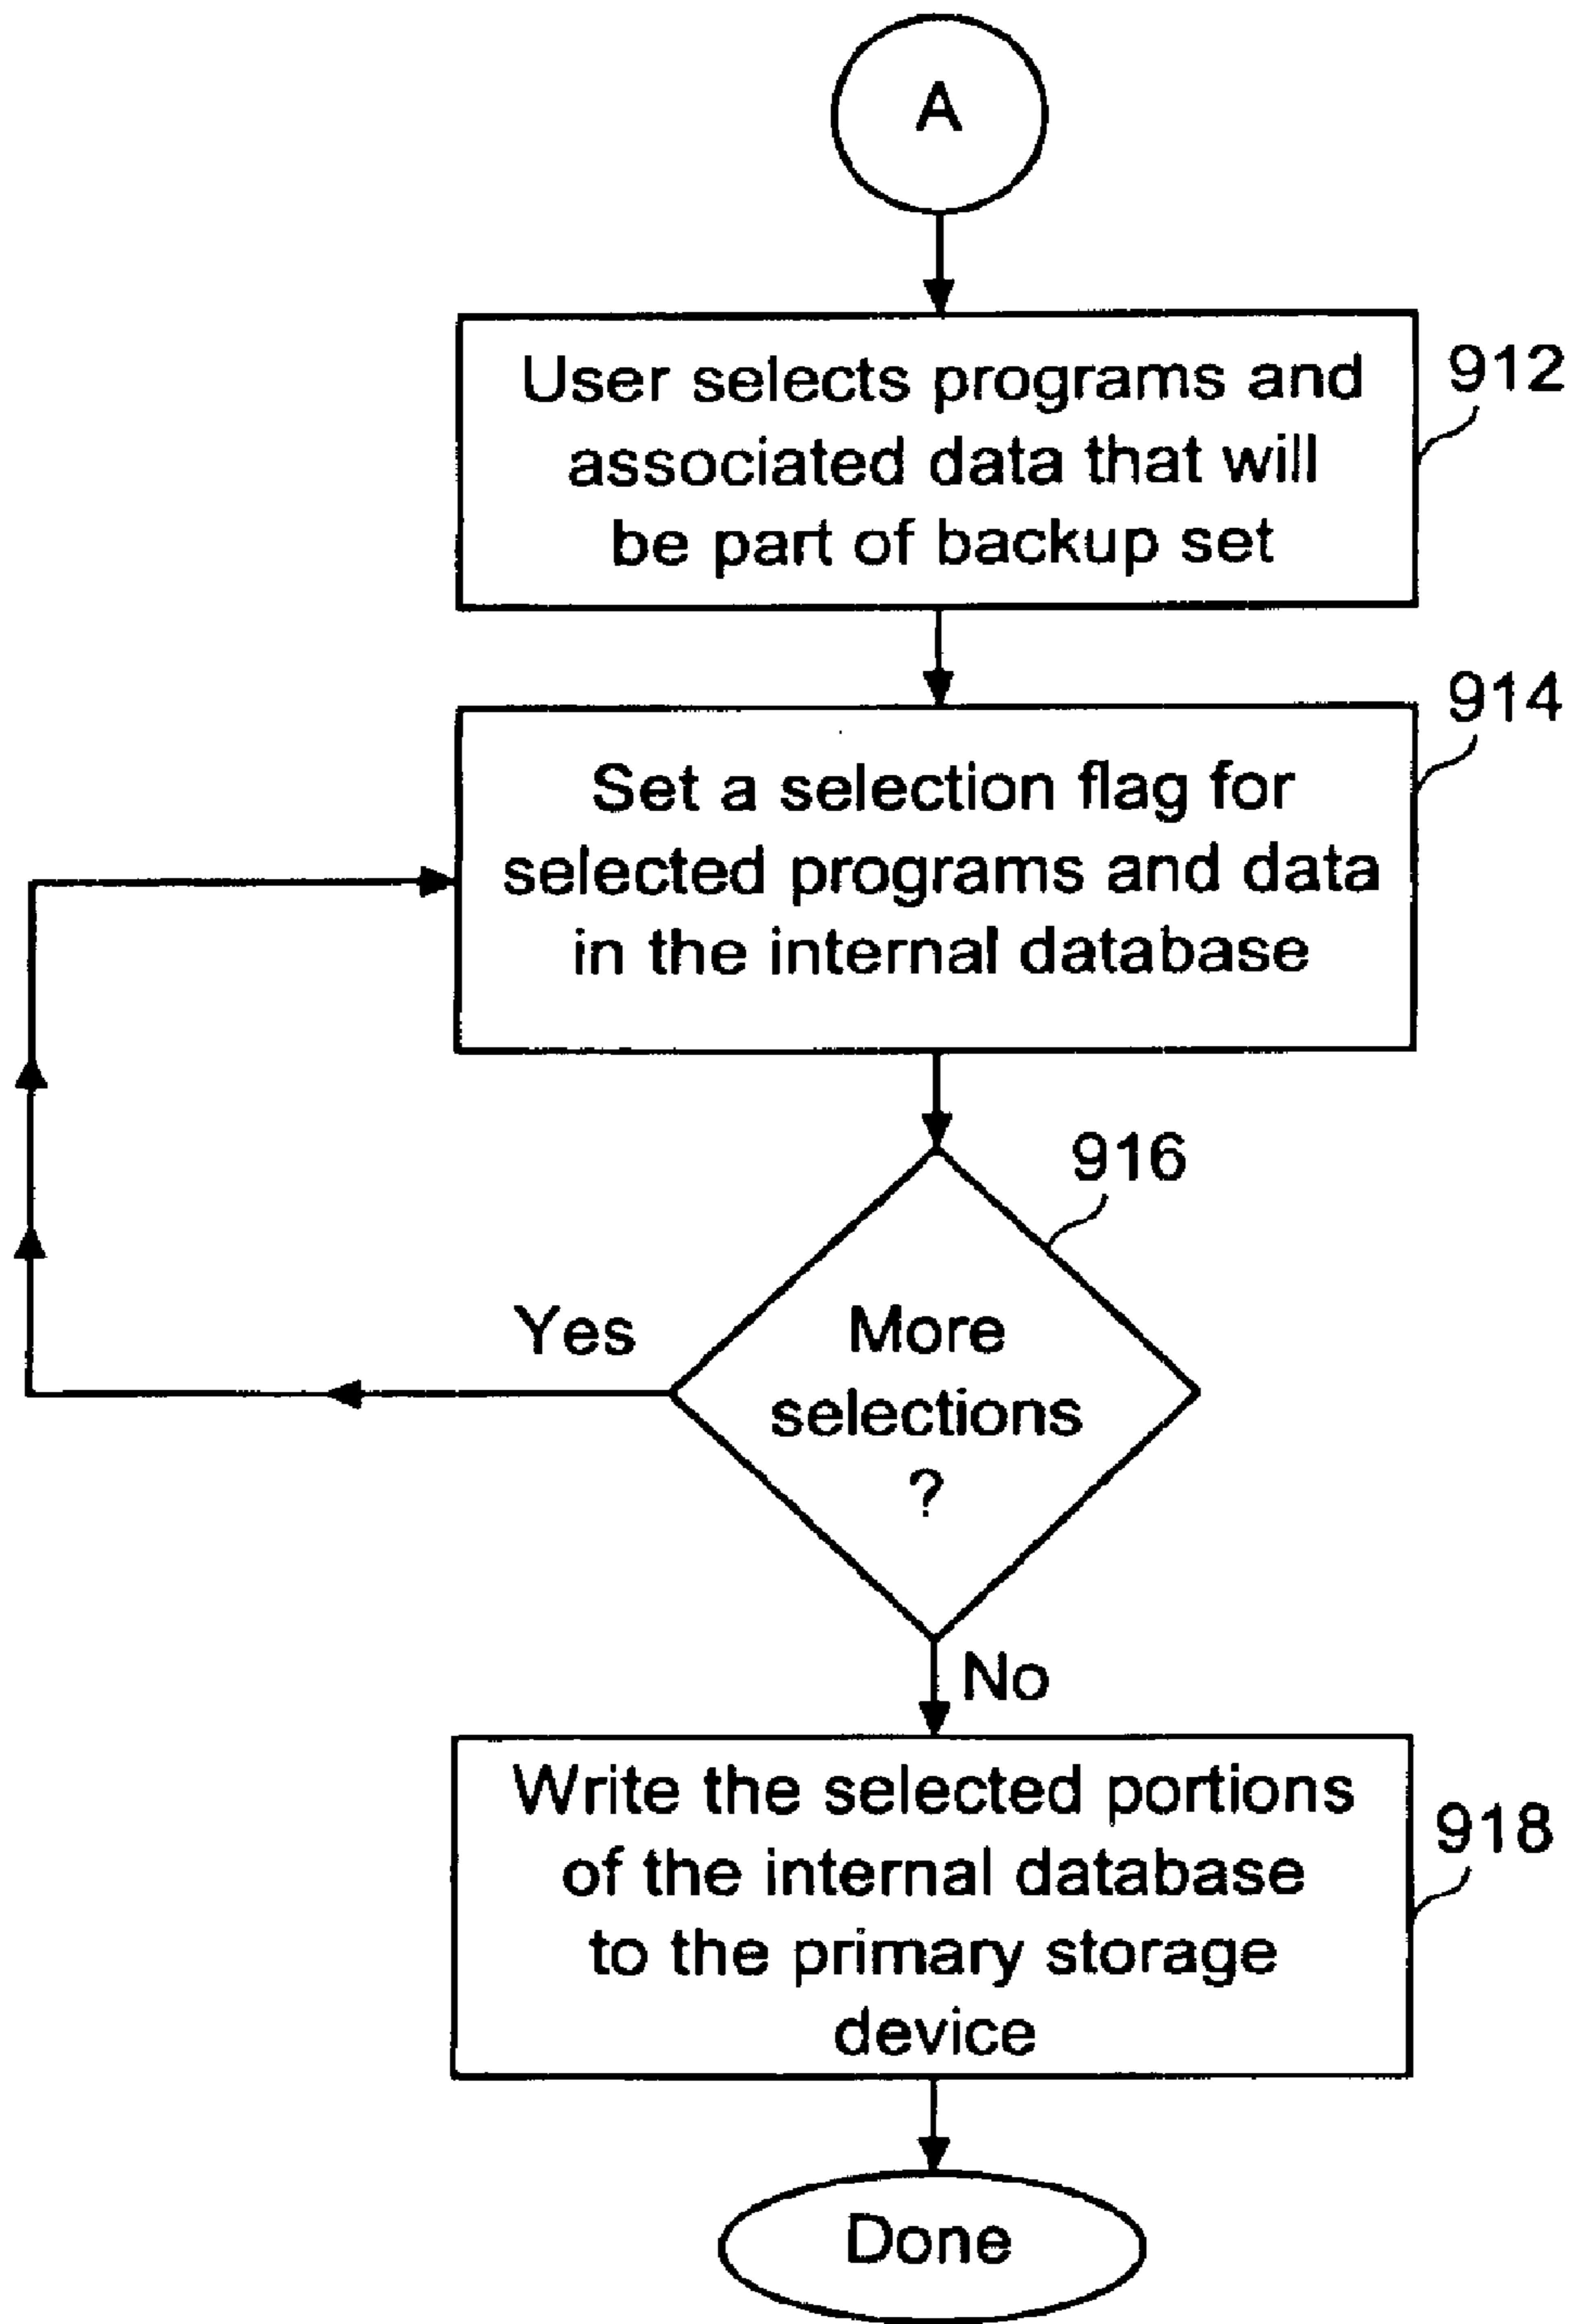 A
User selects programs and
associated data that will
be part of backup set
912
Set a selection flag for
selected programs and data
in the internal database
914
916
More
selections
?
Yes
No
Write the selected portions
of the internal database
to the primary storage
device
918
Done